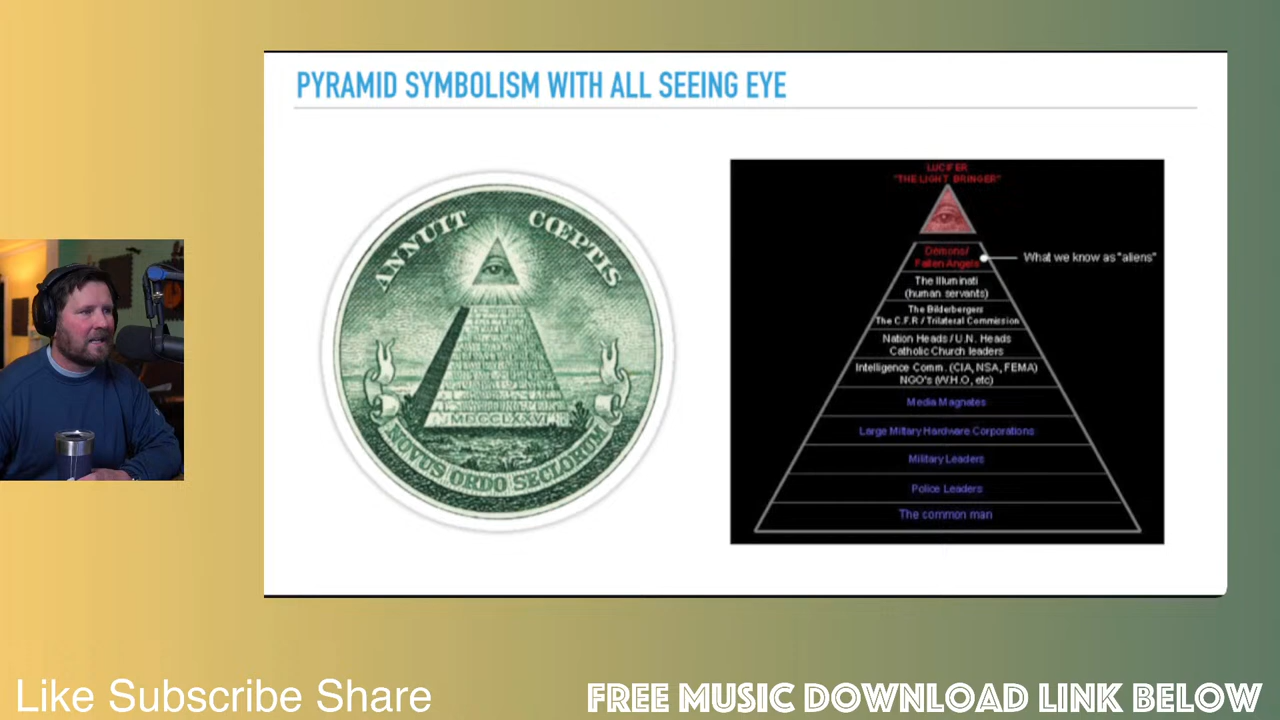 PYRAMID SYMBOLISM WITH ALL SEEING EYE
ANNUIT CŒPTIS
MDCCLXXVI
NOVUS ORDO SECLORUM
LUCIFER
"THE LIGHT BRINGER"
Demons/
Fallen Angels
What we know as "aliens"
The Illuminati
(human servants)
The Bilderbergers
The C.F.R / Trilateral Commission
Nation Heads / U.N. Heads
Catholic Church leaders
Intelligence Comm. (CIA, NSA, FEMA)
NGO's (W.H.O, etc)
Media Magnates
Large Military Hardware Corporations
Military Leaders
Police Leaders
The common man
Like Subscribe Share
FREE MUSIC DOWNLOAD LINK BELOW